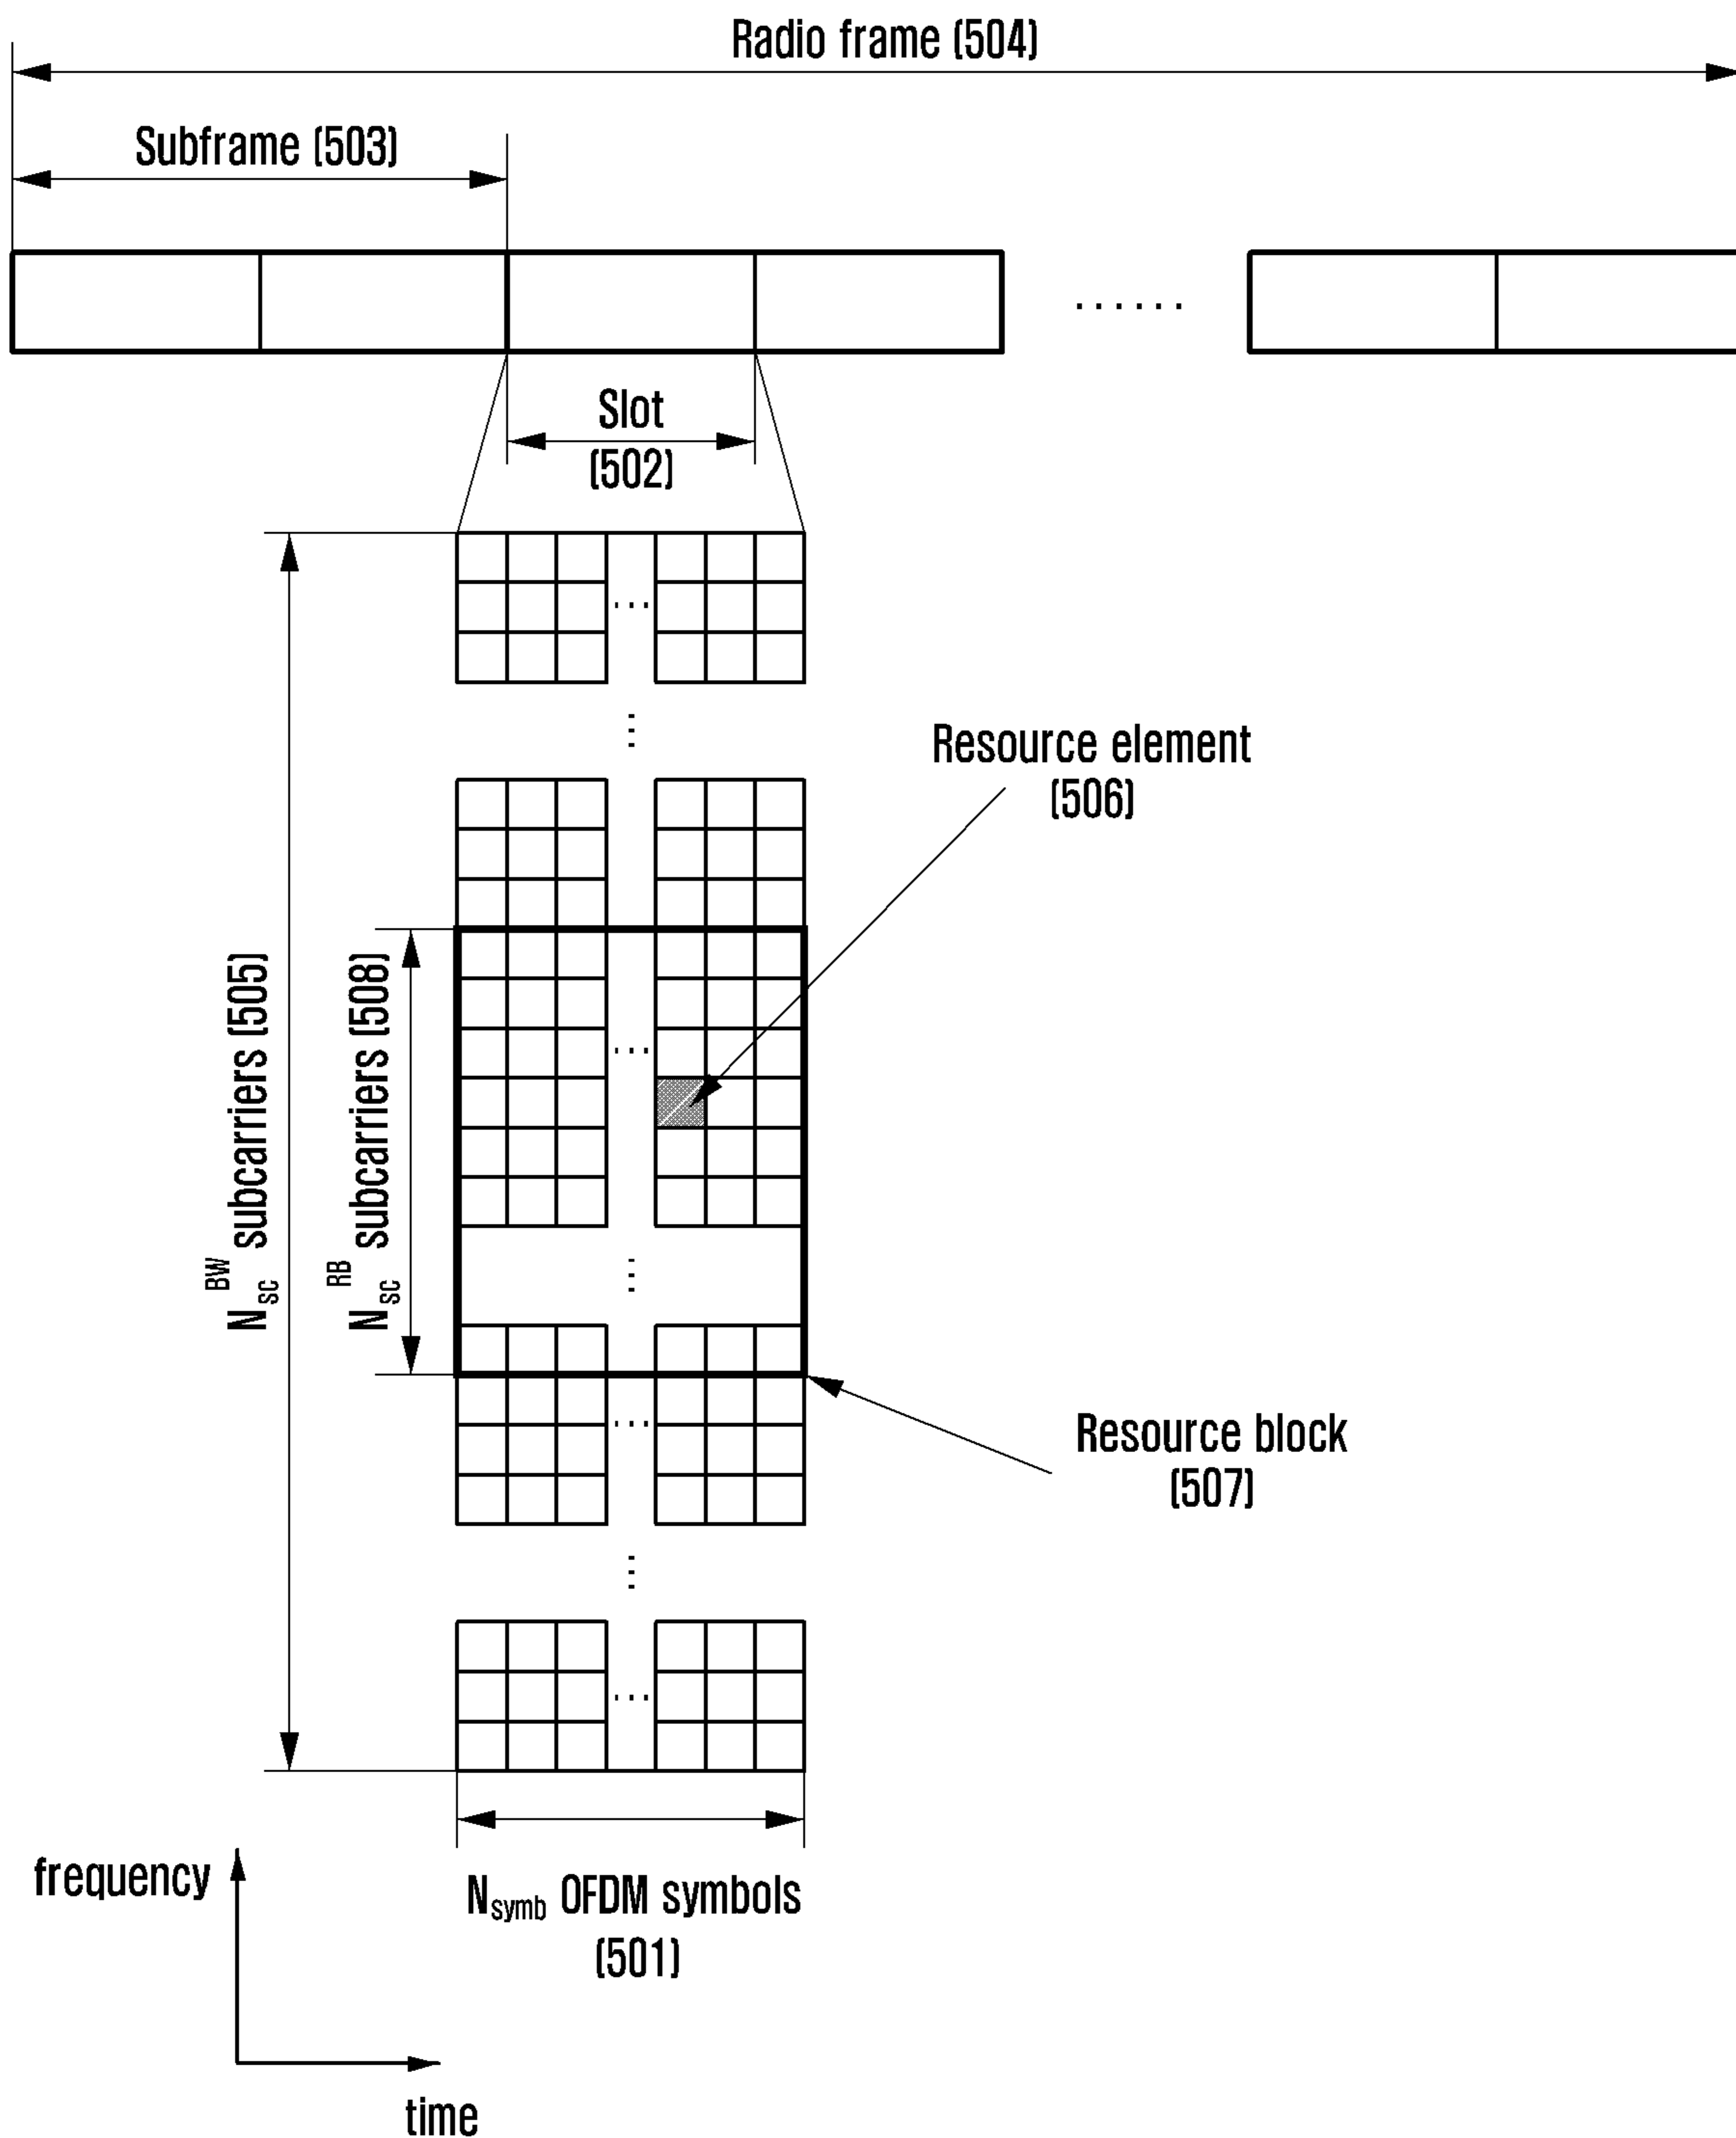 Radio frame (504)
Subframe (503)
......
Slot
(502)
...
Resource element
(506)
N_sc^BW subcarriers (505)
N_sc^RB subcarriers (508)
...
...
Resource block
(507)
...
frequency
N_symb OFDM symbols
(501)
time